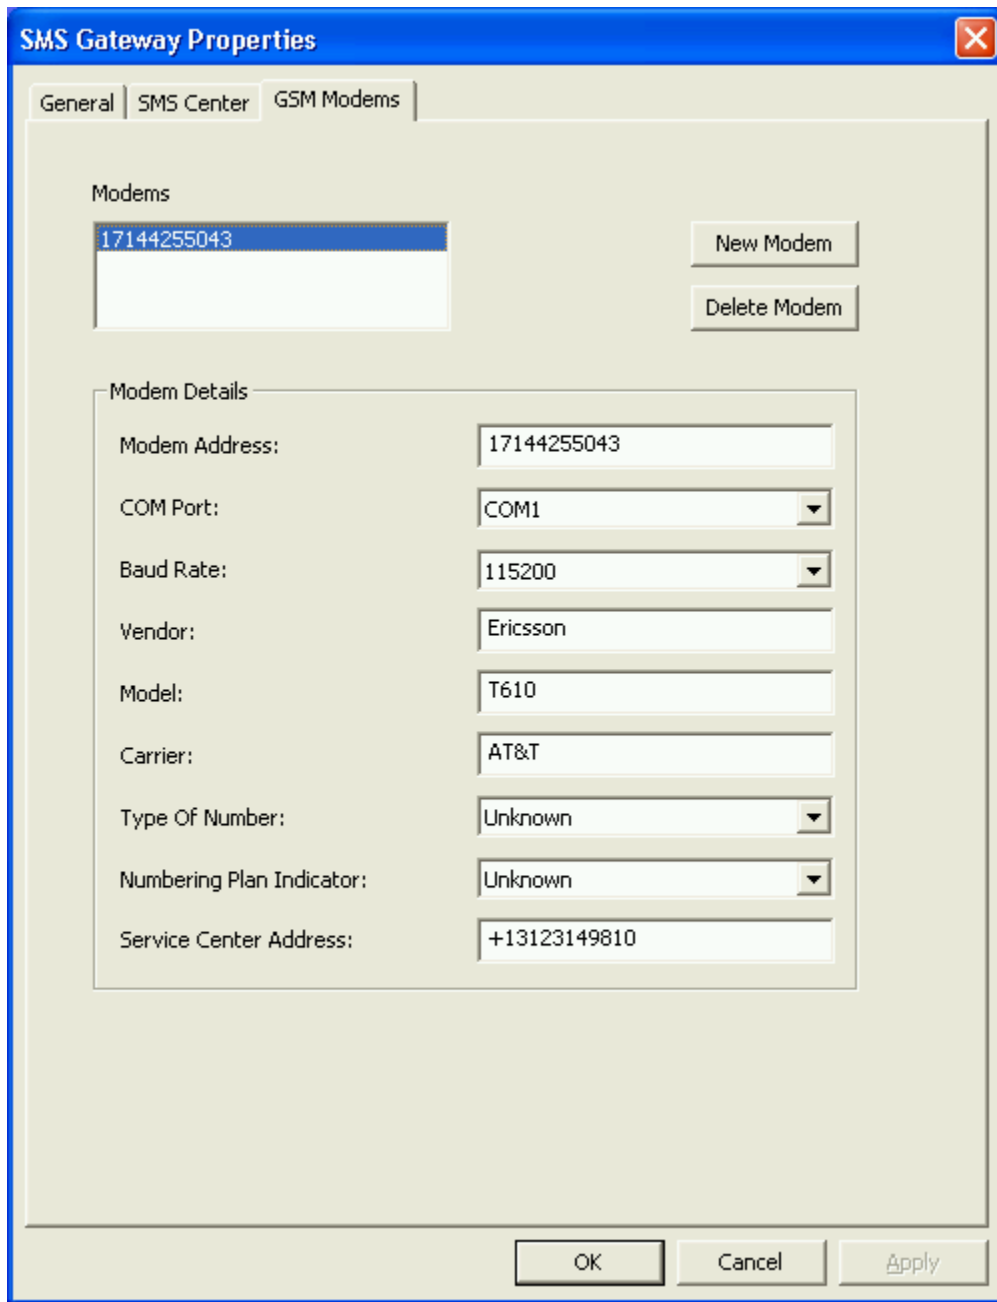 SMS Gateway Properties
General SMS Center GSM Modems
Modems
17144255043
New Modem
Delete Modem
Modem Details
Modem Address: 17144255043
COM Port: COM1
Baud Rate: 115200
Vendor: Ericsson
Model: T610
Carrier: AT&T
Type Of Number: Unknown
Numbering Plan Indicator: Unknown
Service Center Address: +13123149810
OK Cancel Apply